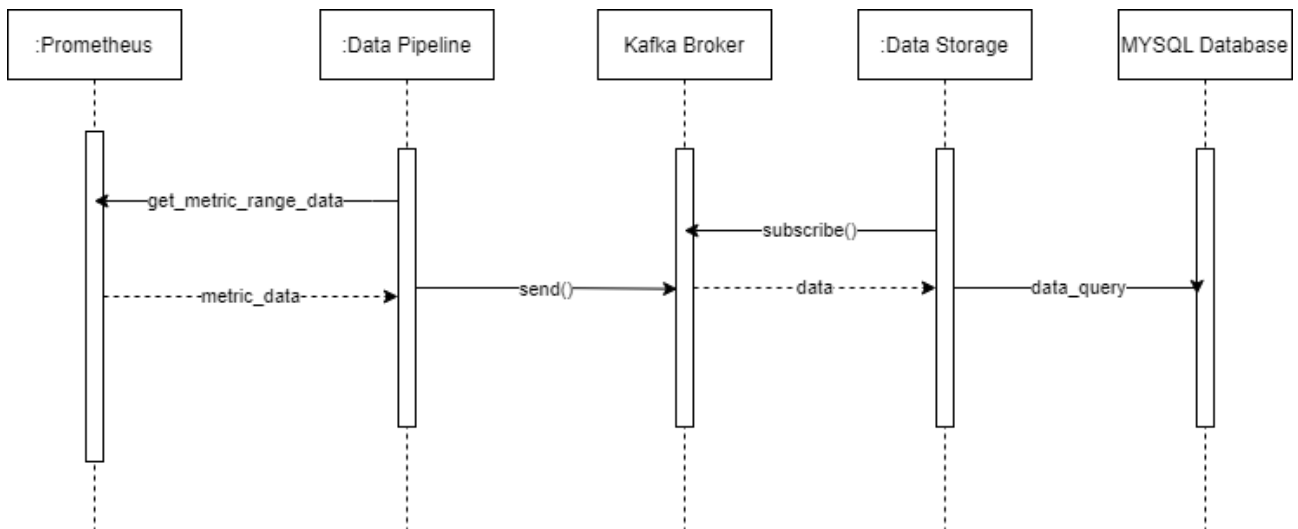 :Prometheus
:Data Pipeline
Kafka Broker
:Data Storage
MYSQL Database
get_metric_range_data
subscribe()
metric_data
send()
data
data_query